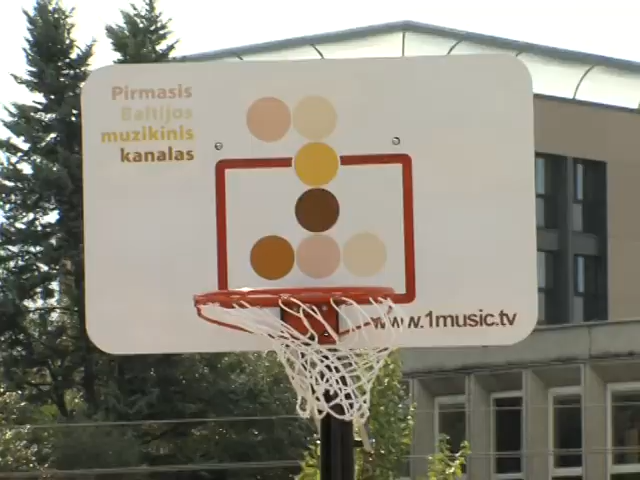 Pirmasis
Baltijos
muzikinis
kanalas
www.1music.tv